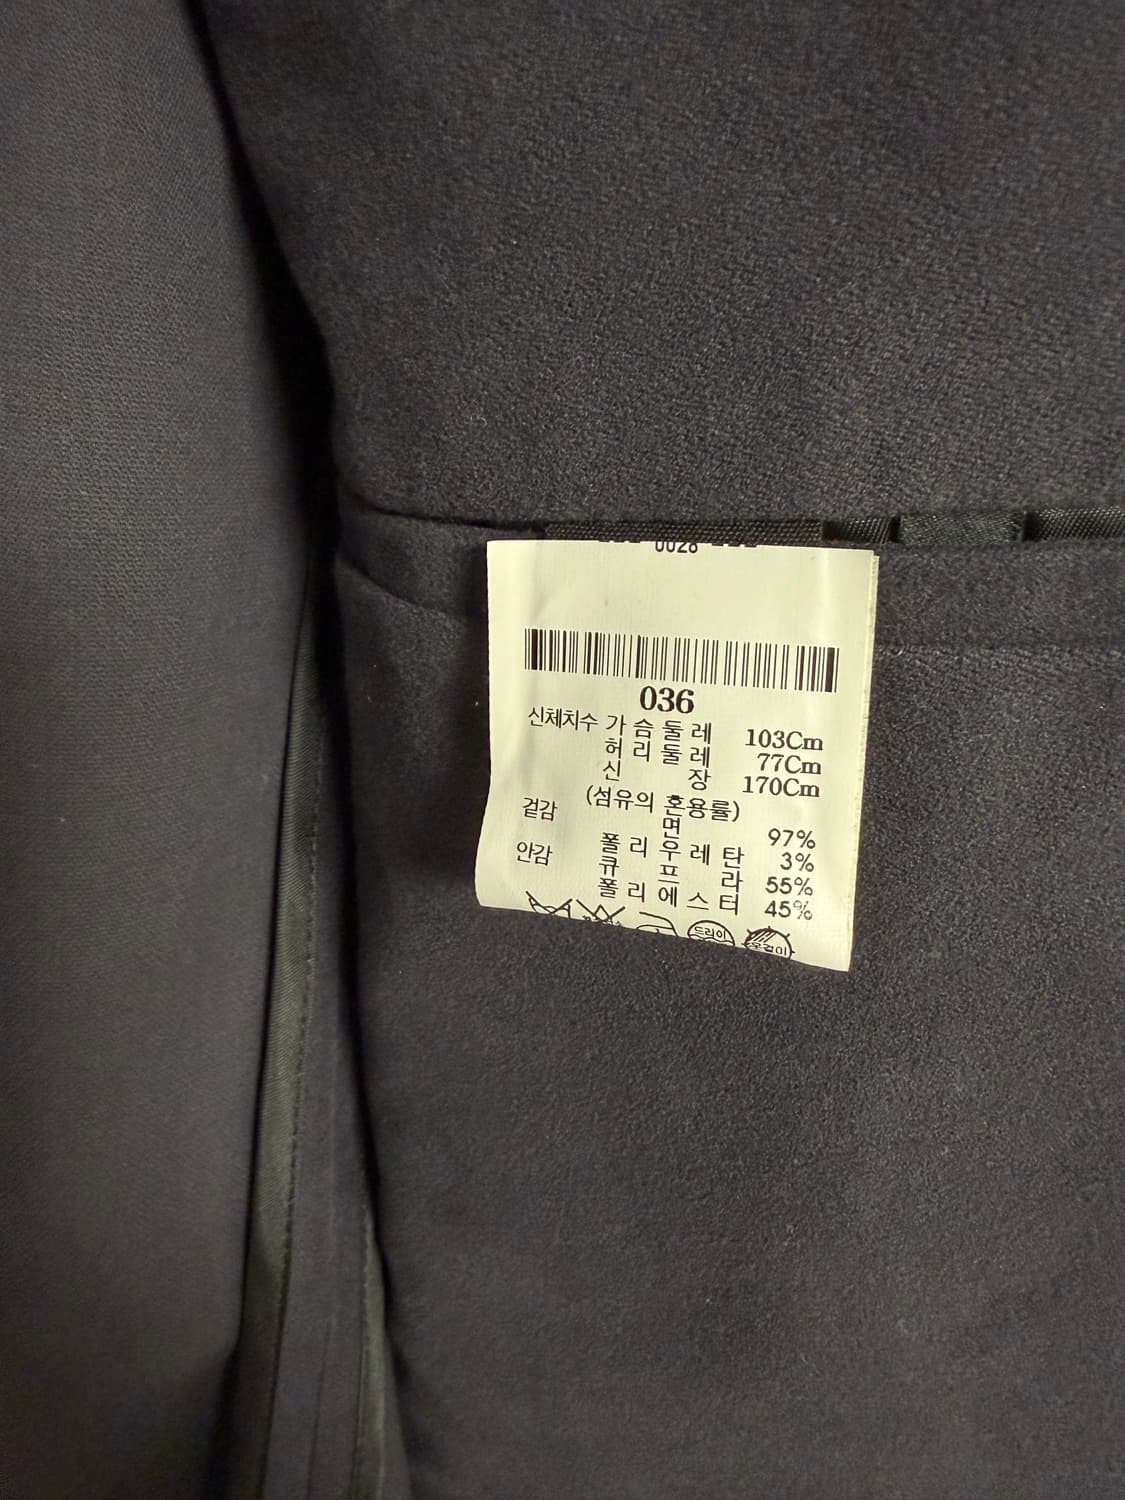 036
신체치수 가슴둘레 103Cm
허리둘레 77Cm
신장 170Cm
(섬유의 혼용률)
겉감 면 97%
폴리우레탄 3%
안감 큐프라 55%
폴리에스터 45%
드라이